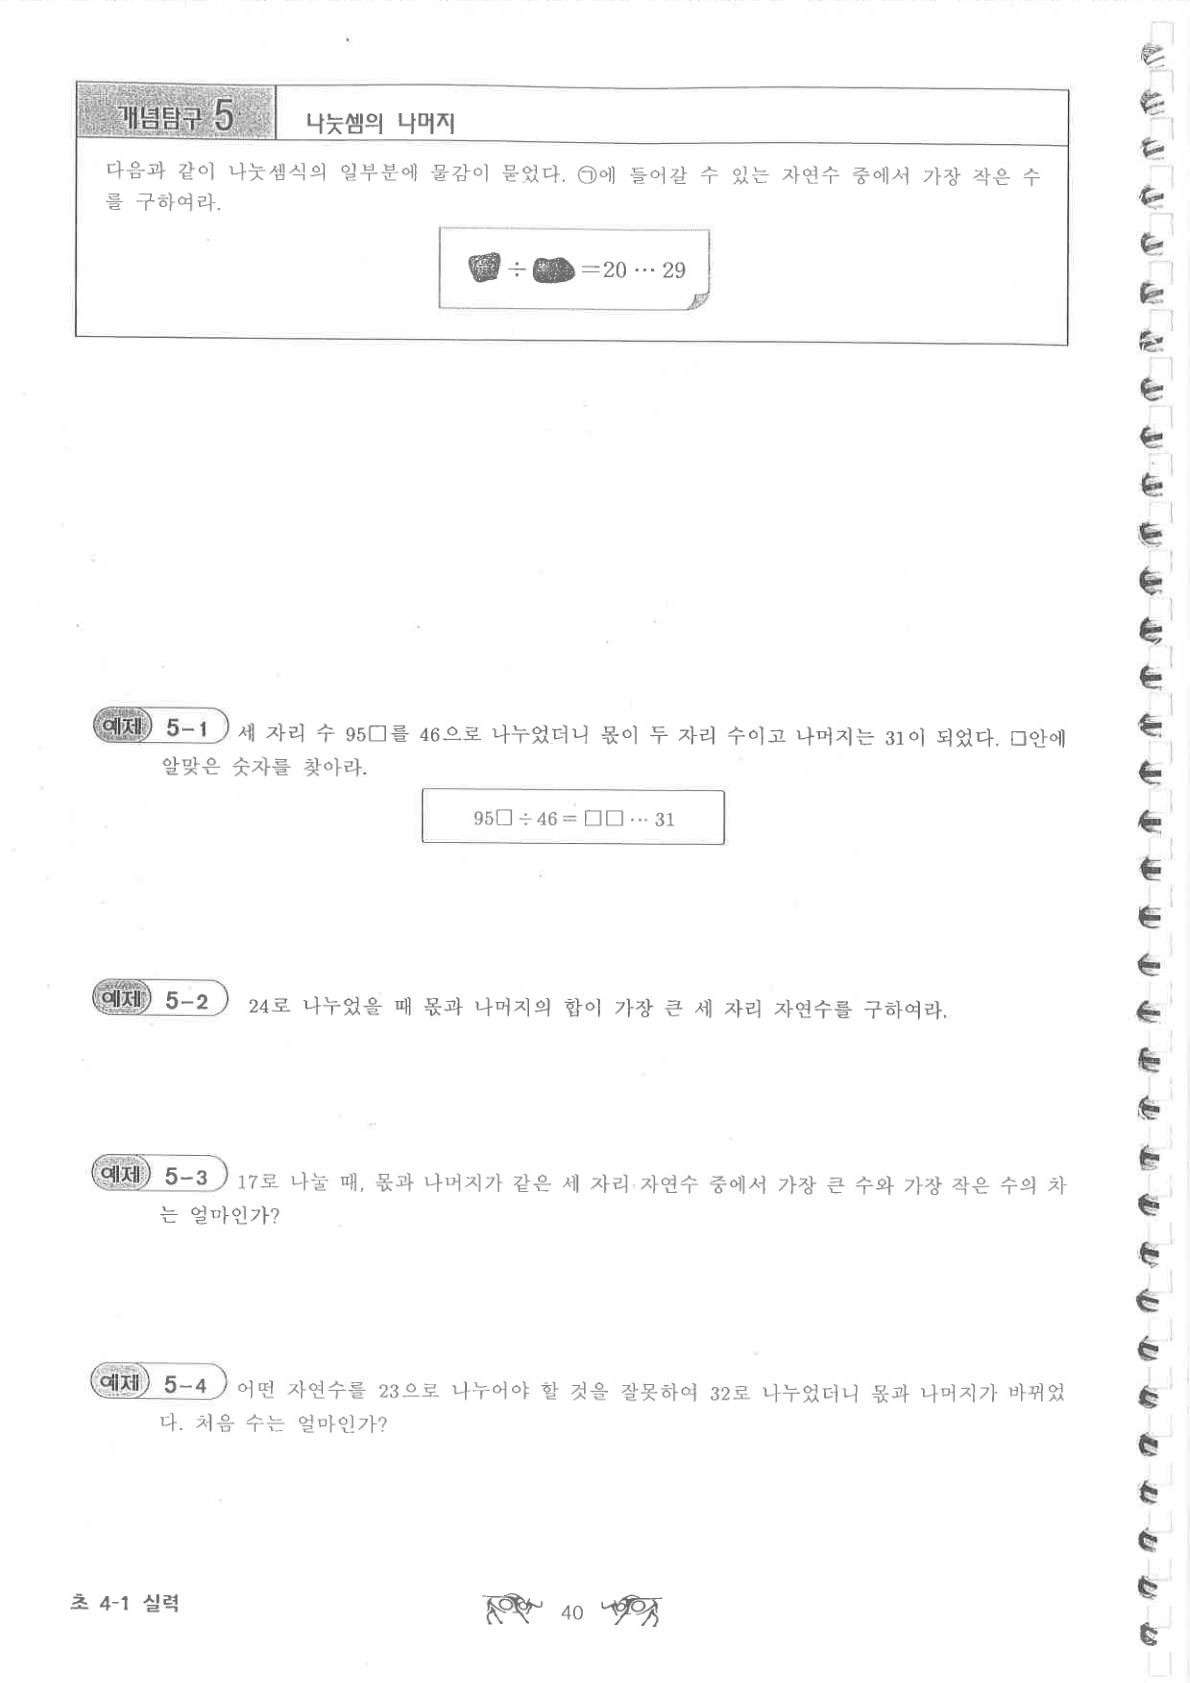 개념탐구 5 나눗셈의 나머지
다음과 같이 나눗셈식의 일부분에 물감이 묻었다. ㉠에 들어갈 수 있는 자연수 중에서 가장 작은 수
를 구하여라.
÷ =20 ⋯ 29
예제 5-1 세 자리 수 95□를 46으로 나누었더니 몫이 두 자리 수이고 나머지는 31이 되었다. □안에
알맞은 숫자를 찾아라.
95□ ÷ 46 = □□ ⋯ 31
예제 5-2 24로 나누었을 때 몫과 나머지의 합이 가장 큰 세 자리 자연수를 구하여라.
예제 5-3 17로 나눌 때, 몫과 나머지가 같은 세 자리 자연수 중에서 가장 큰 수와 가장 작은 수의 차
는 얼마인가?
예제 5-4 어떤 자연수를 23으로 나누어야 할 것을 잘못하여 32로 나누었더니 몫과 나머지가 바뀌었
다. 처음 수는 얼마인가?
초 4-1 실력 40